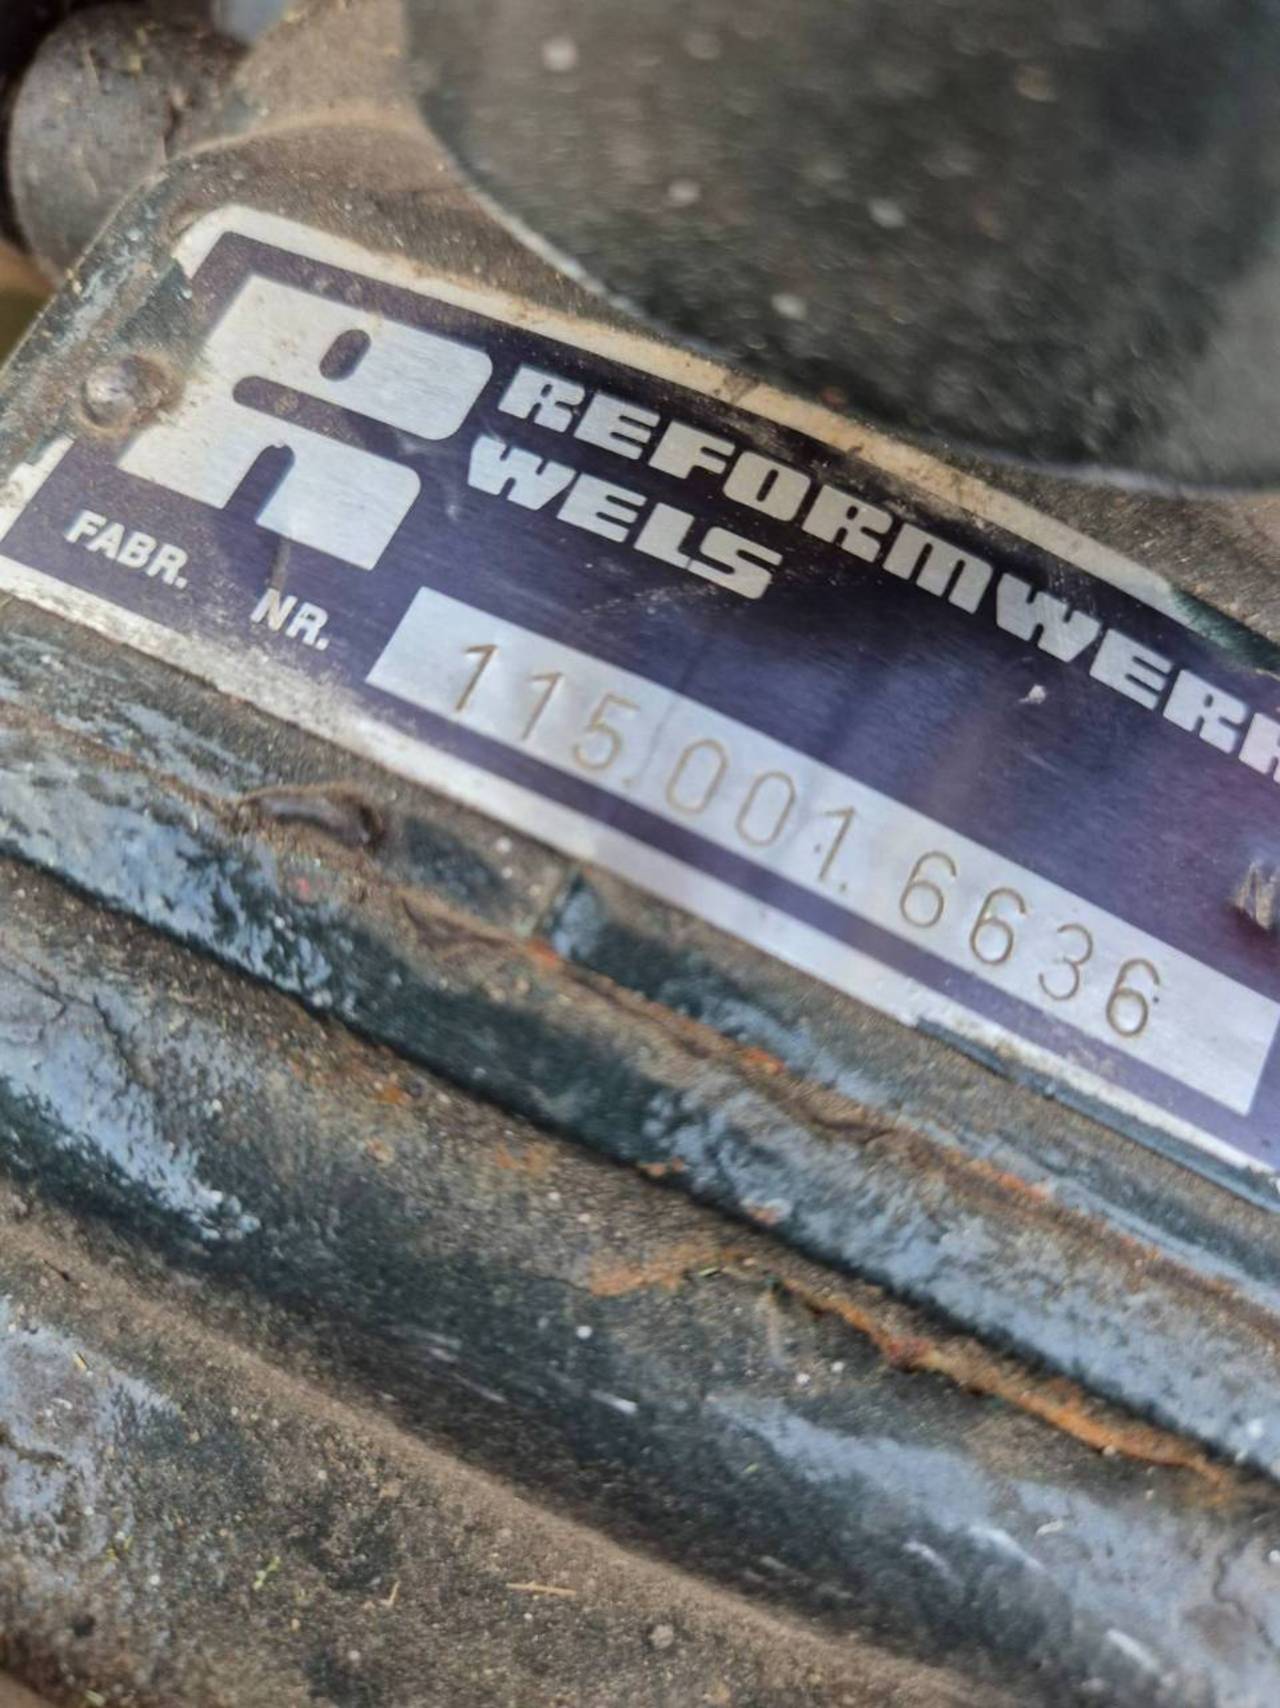 REFORMWERK
WELS
FABR. NR. 115.001.6636